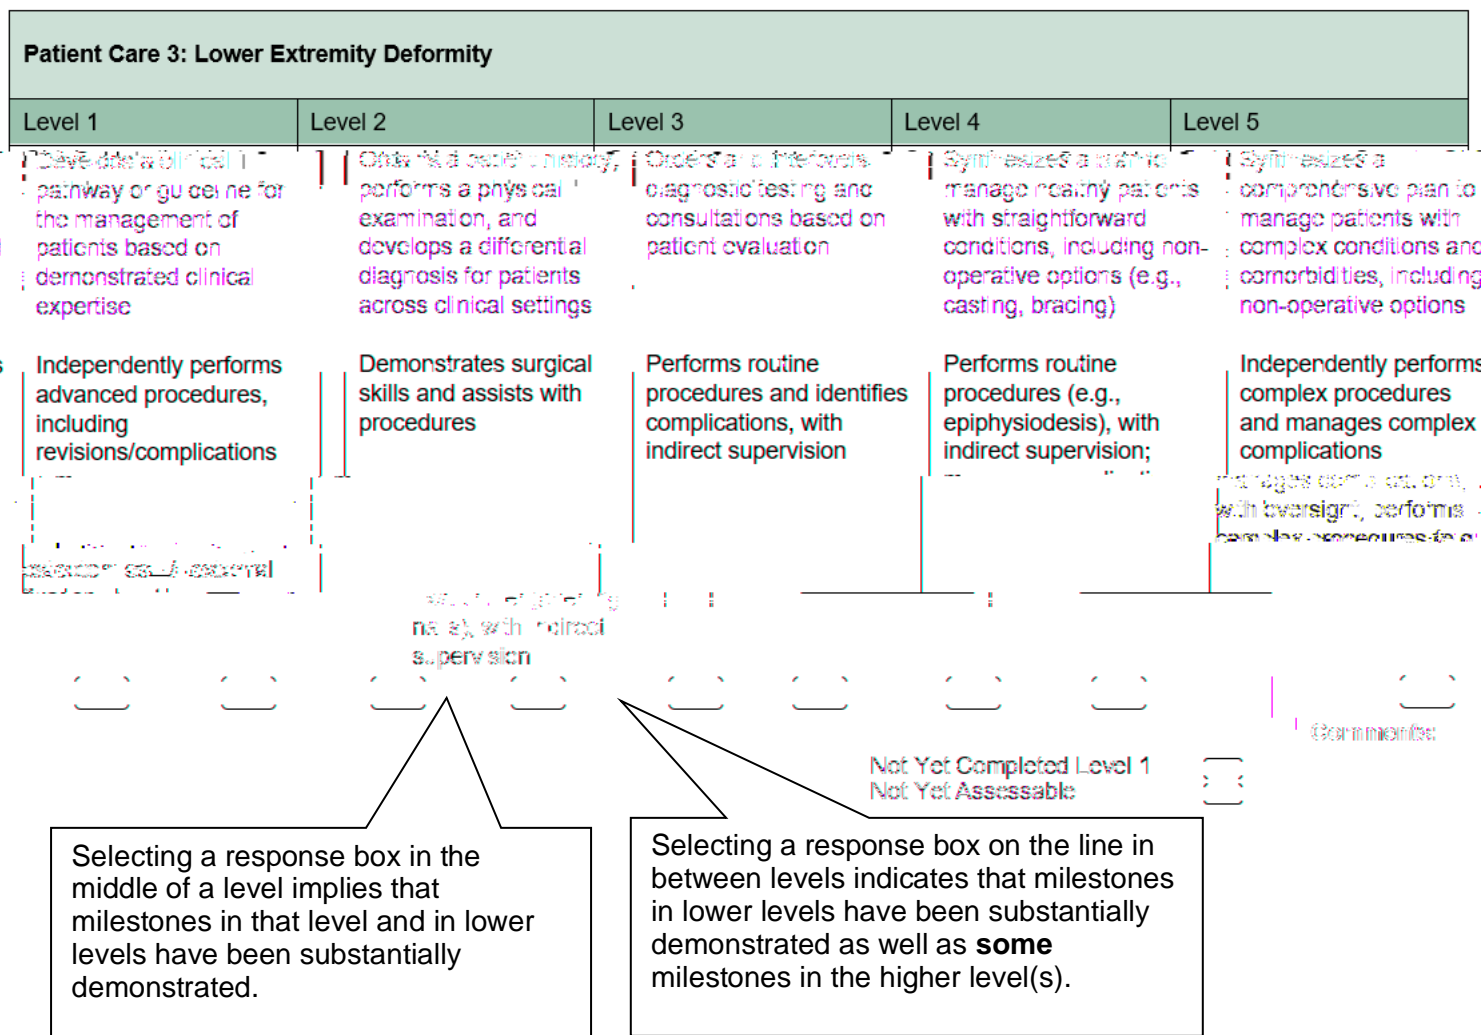 Patient Care 3: Lower Extremity Deformity
Level 1
Level 2
Level 3
Level 4
Level 5
pathway or guideline for
the management of
patients based on
demonstrated clinical
expertise
Independently performs
advanced procedures,
including
revisions/complications
performs a physical
examination, and
develops a differential
diagnosis for patients
across clinical settings
Demonstrates surgical
skills and assists with
procedures
Orders and interprets
diagnostic testing and
consultations based on
patient evaluation
Performs routine
procedures and identifies
complications, with
indirect supervision
Synthesizes a plan to
manage healthy patients
with straightforward
conditions, including non-
operative options (e.g.,
casting, bracing)
Performs routine
procedures (e.g.,
epiphysiodesis), with
indirect supervision;
Synthesizes a
comprehensive plan to
manage patients with
complex conditions and
comorbidities, including
non-operative options
Independently performs
complex procedures
and manages complex
complications
with oversight; performs
complex procedures (e.g.
with indirect
supervision
Comments:
Not Yet Completed Level 1
Not Yet Assessable
Selecting a response box in the
middle of a level implies that
milestones in that level and in lower
levels have been substantially
demonstrated.
Selecting a response box on the line in
between levels indicates that milestones
in lower levels have been substantially
demonstrated as well as some
milestones in the higher level(s).